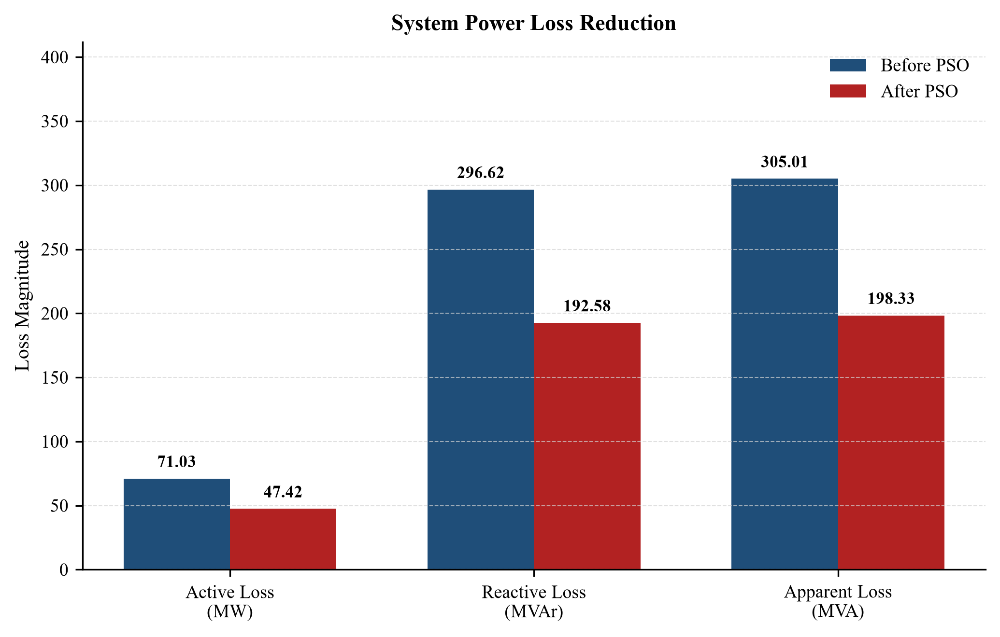 System Power Loss Reduction
400
350
300
250
200
150
100
50
0
Loss Magnitude
Before PSO
After PSO
71.03
47.42
296.62
192.58
305.01
198.33
Active Loss
(MW)
Reactive Loss
(MVAr)
Apparent Loss
(MVA)